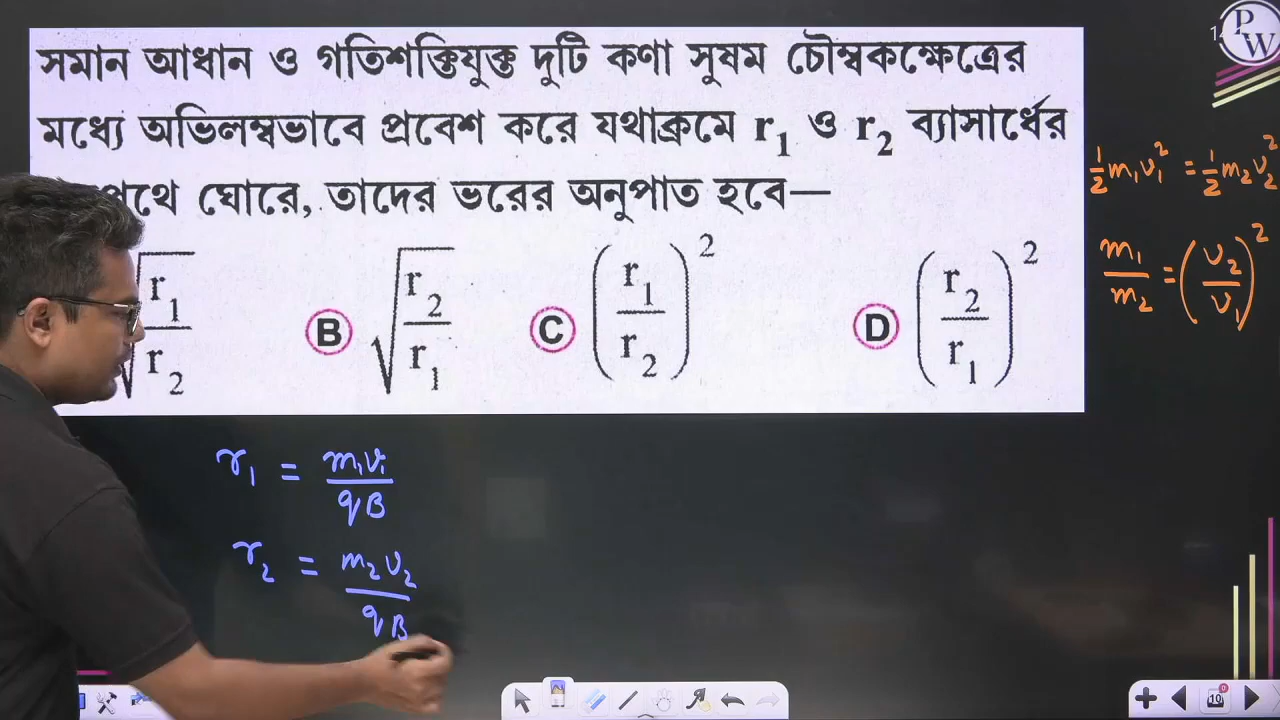 সমান আধান ও গতিশক্তিযুক্ত দুটি কণা সুষম চৌম্বকক্ষেত্রের
মধ্যে অভিলম্বভাবে প্রবেশ করে যথাক্রমে r₁ ও r₂ ব্যাসার্ধের
ঘোরে, তাদের ভরের অনুপাত হবে—
√(r₁/r₂) B √(r₂/r₁) C (r₁/r₂)² D (r₂/r₁)²
r₁ = m₁v₁/qB
r₂ = m₂v₂/qB
½m₁v₁² = ½m₂v₂²
m₁/m₂ = (v₂/v₁)²
PW
10